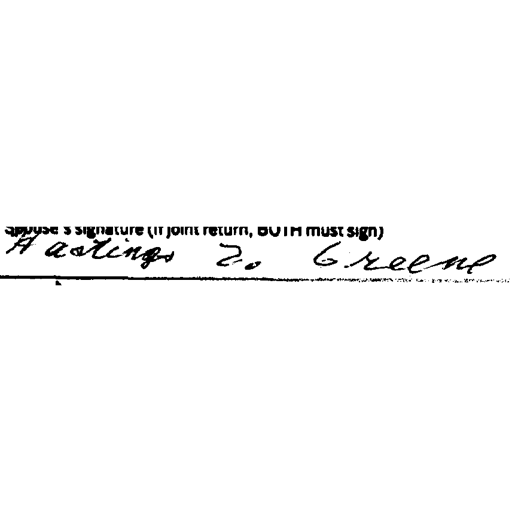 Spouse's signature (if joint return, BOTH must sign)
Hastings Greene